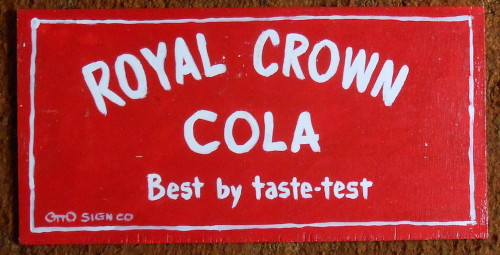 ROYAL CROWN
COLA
Best by taste-test
OTTO SIGN CO